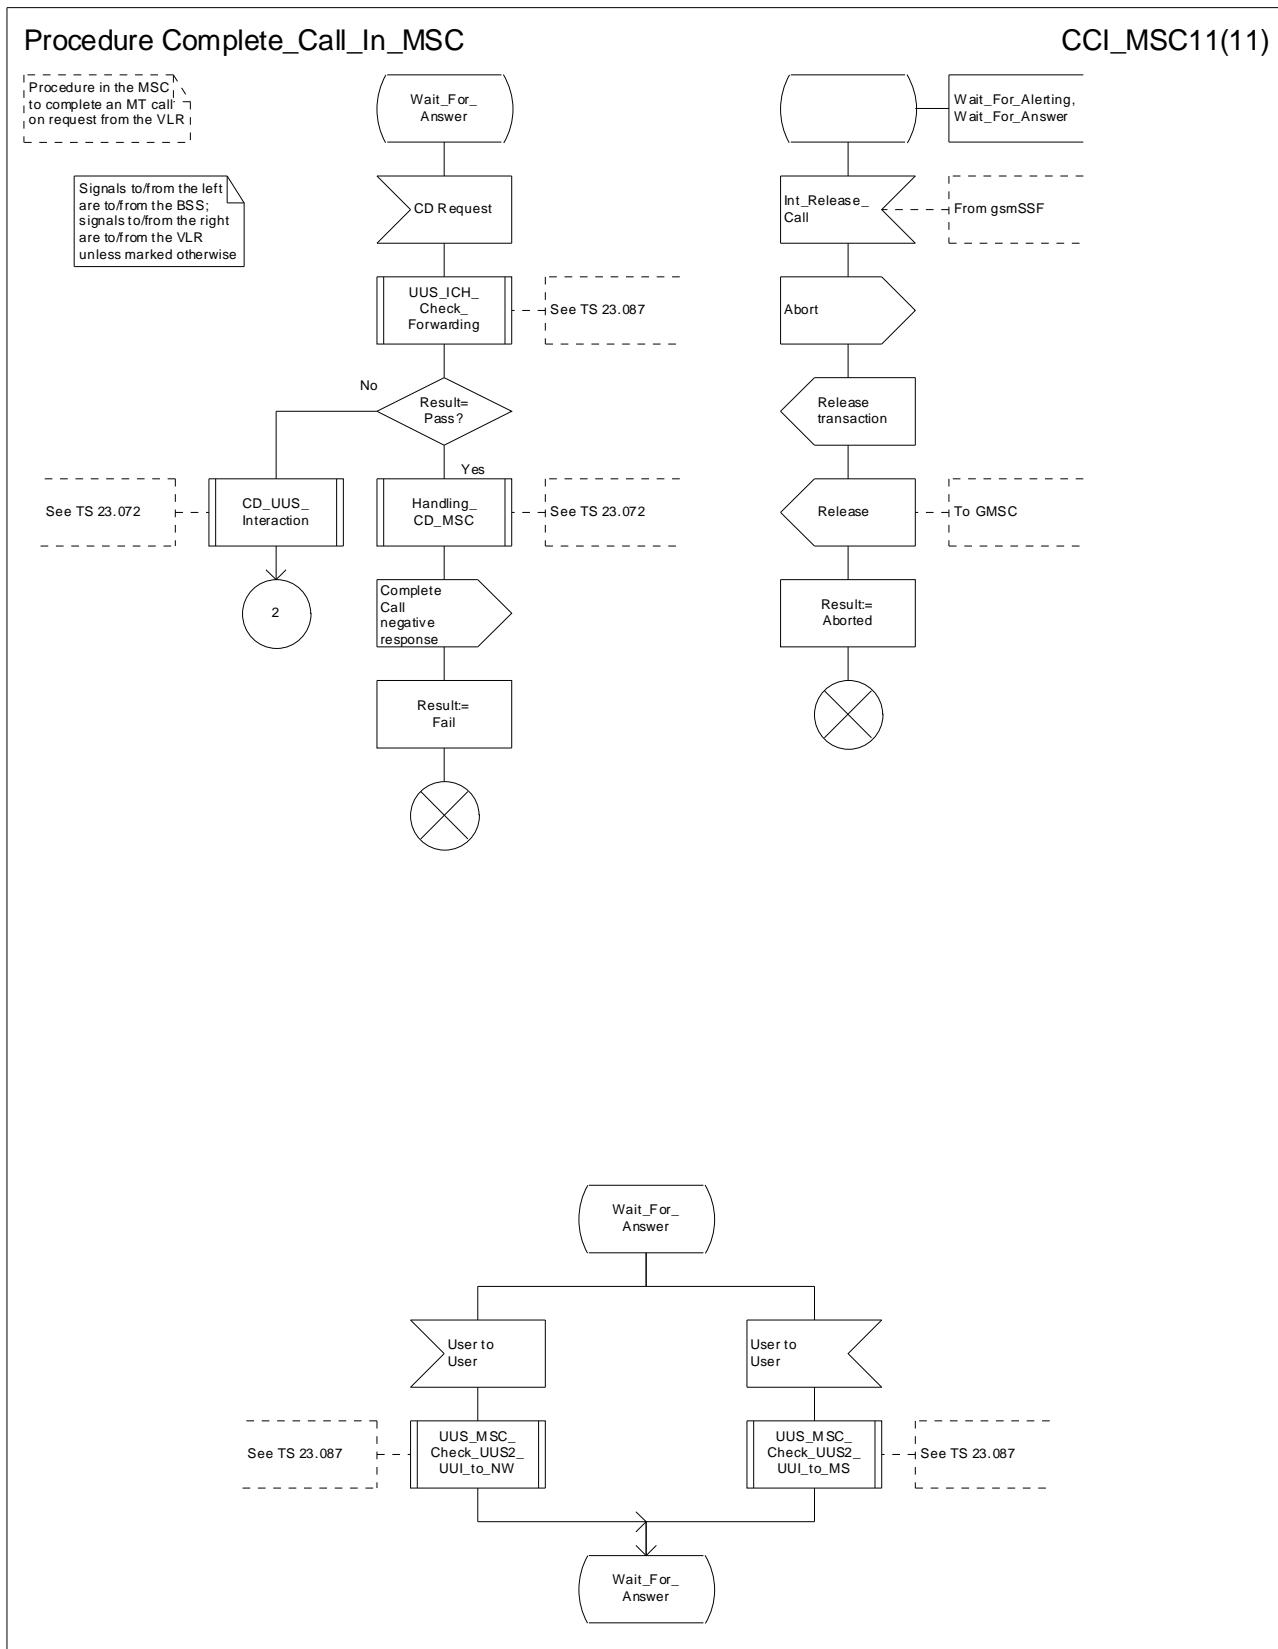 Procedure Complete_Call_In_MSC
CCI_MSC11(11)
Procedure in the MSC
to complete an MT call
on request from the VLR
Signals to/from the left
are to/from the BSS;
signals to/from the right
are to/from the VLR
unless marked otherwise
Wait_For_
Answer
CD Request
UUS_ICH_
Check_
Forwarding
See TS 23.087
Result=
Pass?
No
Yes
See TS 23.072
CD_UUS_
Interaction
2
Handling_
CD_MSC
See TS 23.072
Complete
Call
negative
response
Result:=
Fail
Wait_For_Alerting,
Wait_For_Answer
Int_Release_
Call
From gsmSSF
Abort
Release
transaction
Release
To GMSC
Result:=
Aborted
Wait_For_
Answer
User to
User
User to
User
See TS 23.087
UUS_MSC_
Check_UUS2_
UUI_to_NW
UUS_MSC_
Check_UUS2_
UUI_to_MS
See TS 23.087
Wait_For_
Answer